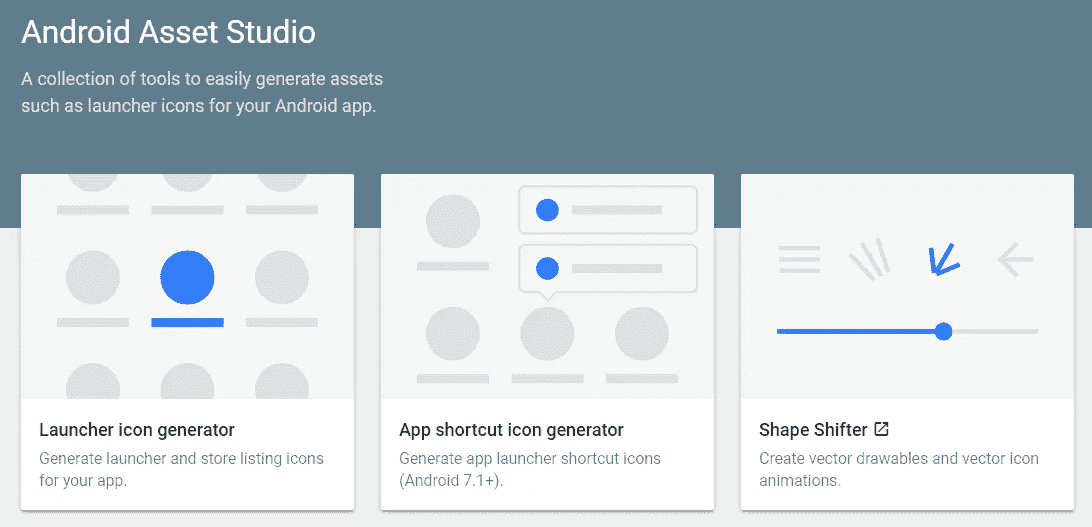 Android Asset Studio
A collection of tools to easily generate assets
such as launcher icons for your Android app.
Launcher icon generator
Generate launcher and store listing icons
for your app.
App shortcut icon generator
Generate app launcher shortcut icons
(Android 7.1+).
Shape Shifter
Create vector drawables and vector icon
animations.